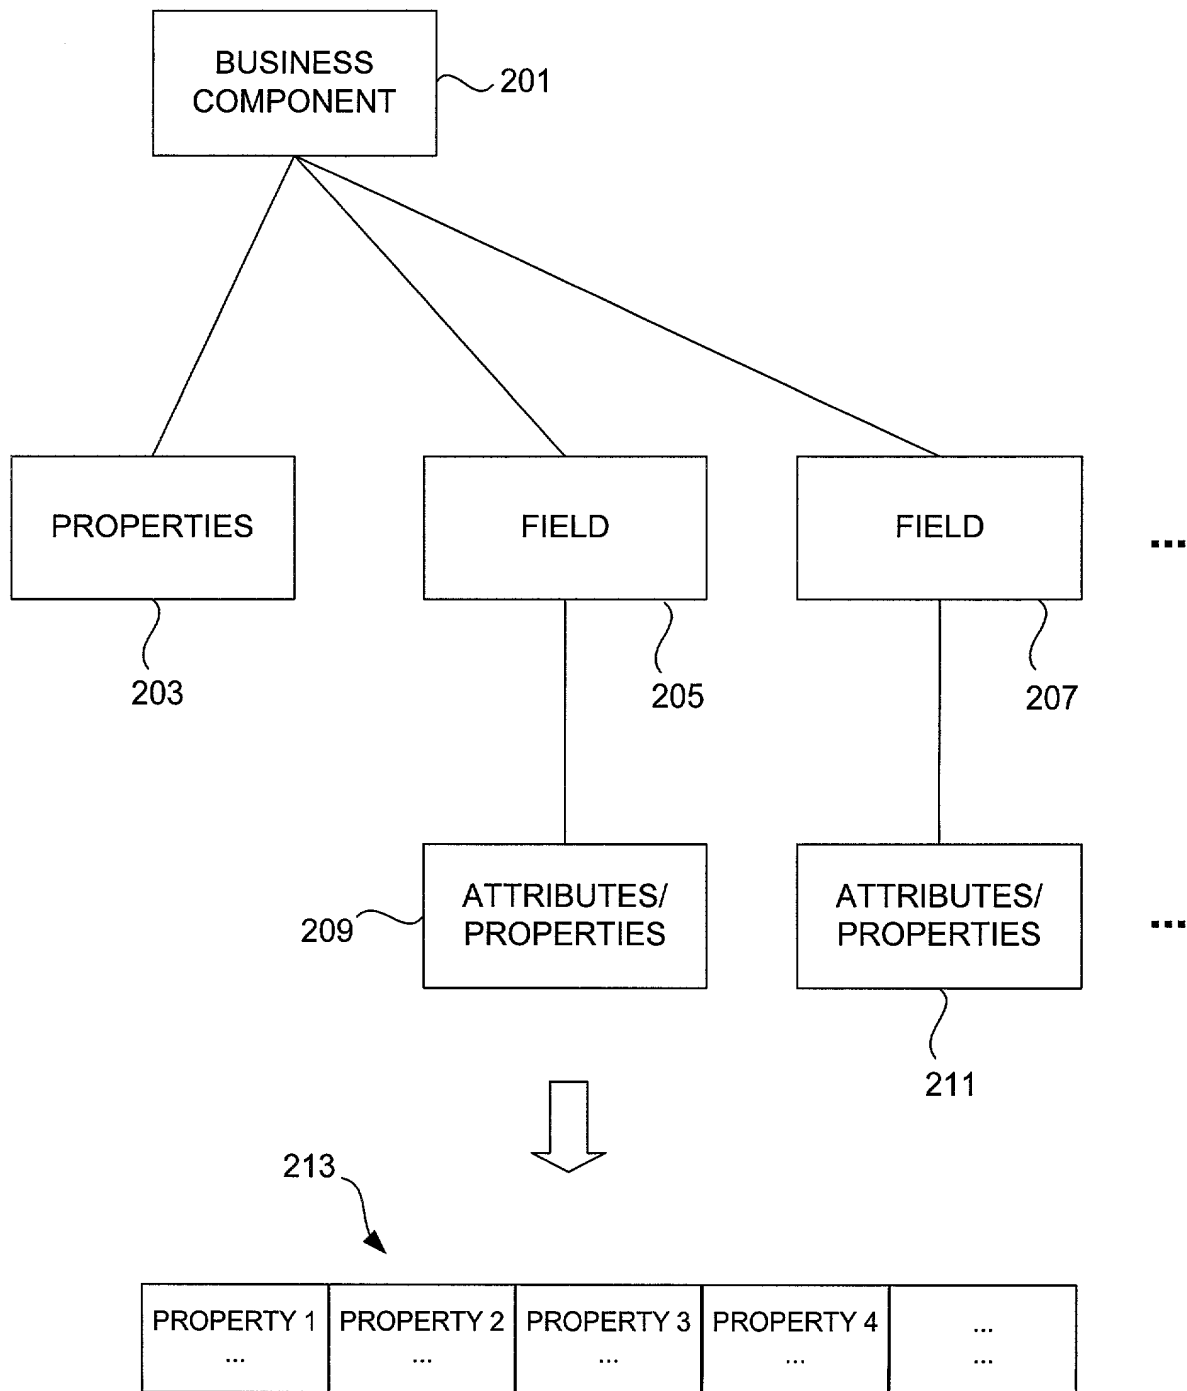 BUSINESS
COMPONENT
201
PROPERTIES
FIELD
FIELD
...
203
205
207
ATTRIBUTES/
PROPERTIES
ATTRIBUTES/
PROPERTIES
209
...
211
213
PROPERTY 1
...
PROPERTY 2
...
PROPERTY 3
...
PROPERTY 4
...
...
...